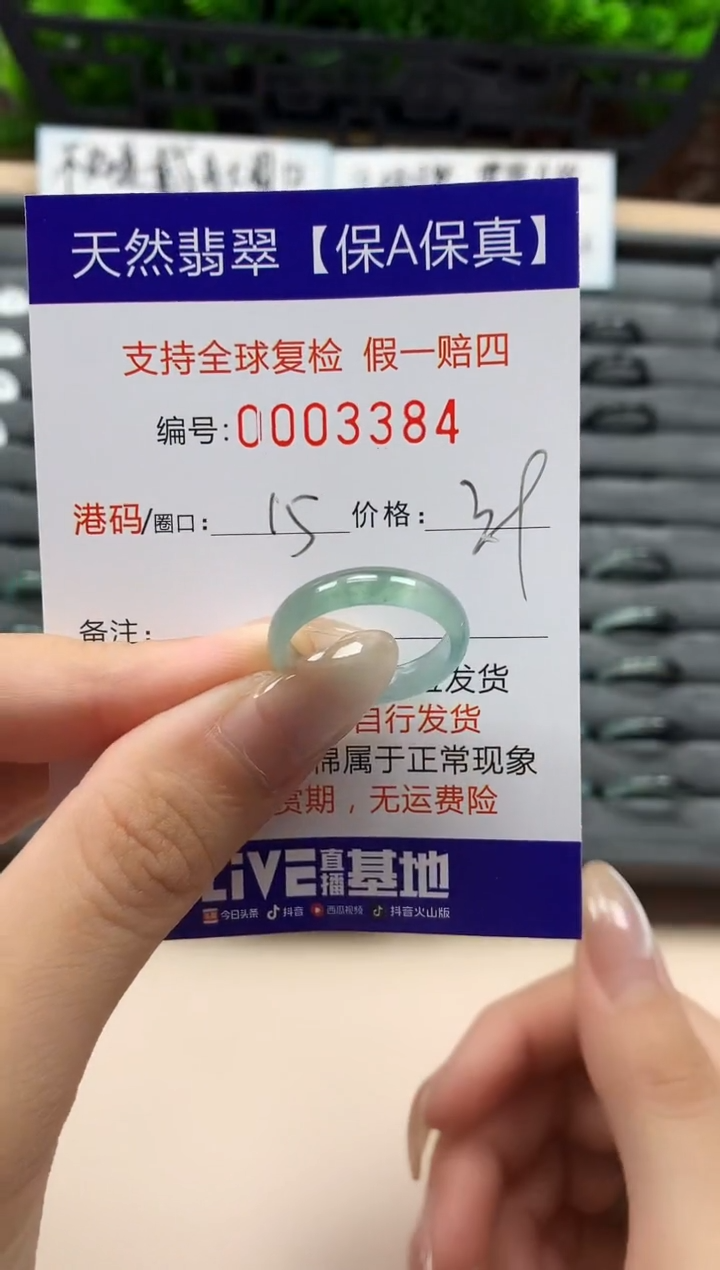 天然翡翠【保A保真】
支持全球复检 假一赔四
编号:0003384
港码/圈口: 15 价格:
备注:
发货
自行发货
棉属于正常现象
赏期，无运费险
LiVE直播基地
今日头条 抖音 西瓜视频 抖音火山版